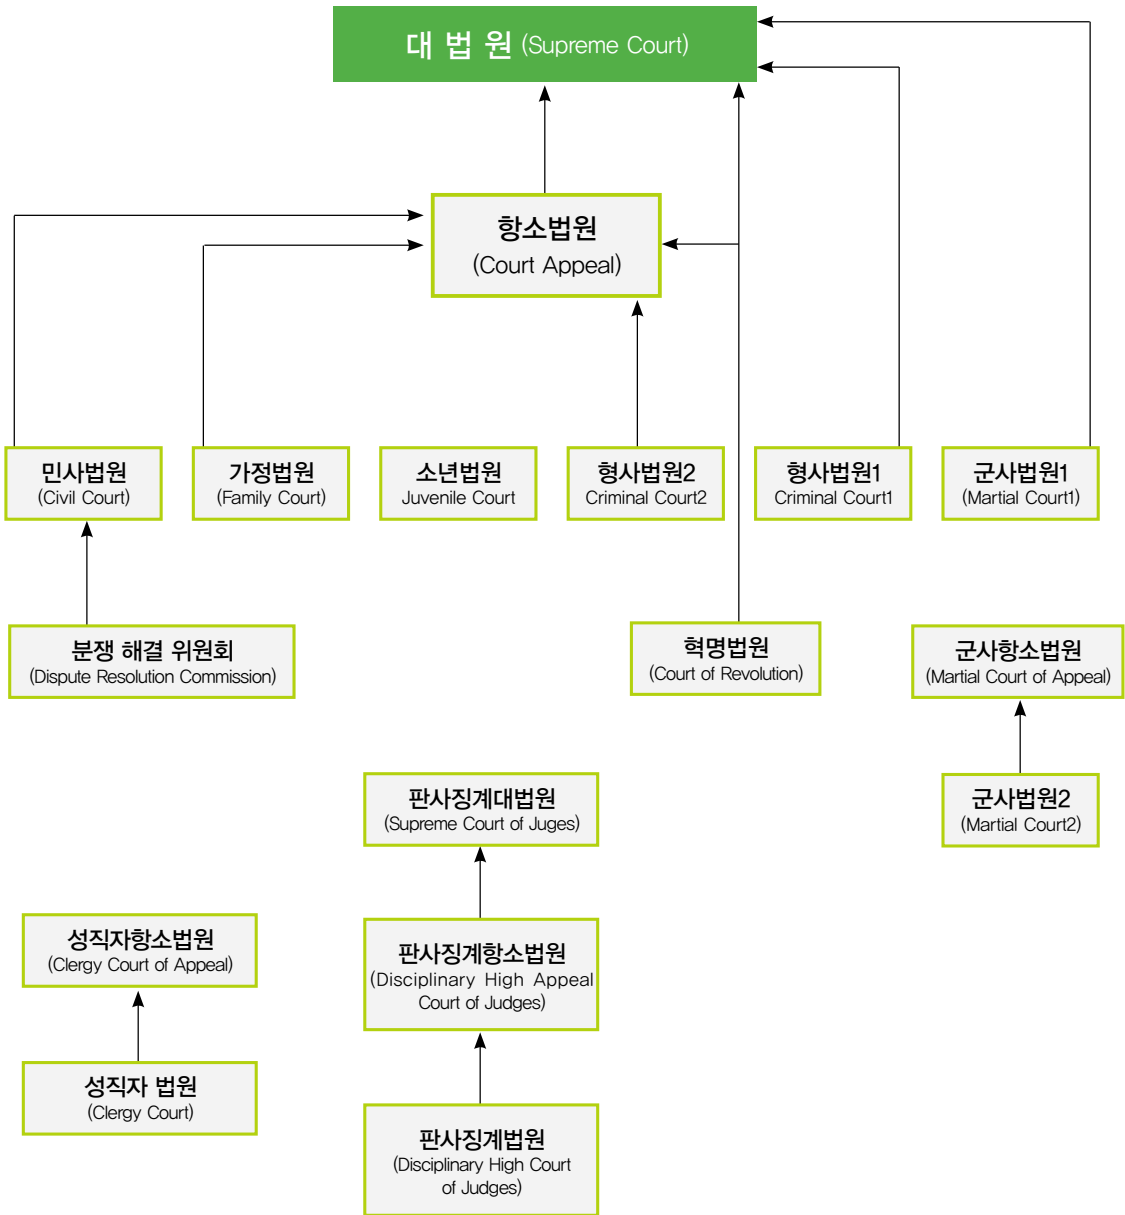 대 법 원 (Supreme Court)
항소법원
(Court Appeal)
민사법원
(Civil Court)
가정법원
(Family Court)
소년법원
Juvenile Court
형사법원2
Criminal Court2
형사법원1
Criminal Court1
군사법원1
(Martial Court1)
분쟁 해결 위원회
(Dispute Resolution Commission)
혁명법원
(Court of Revolution)
군사항소법원
(Martial Court of Appeal)
판사징계대법원
(Supreme Court of Juges)
군사법원2
(Martial Court2)
성직자항소법원
(Clergy Court of Appeal)
판사징계항소법원
(Disciplinary High Appeal
Court of Judges)
성직자 법원
(Clergy Court)
판사징계법원
(Disciplinary High Court
of Judges)